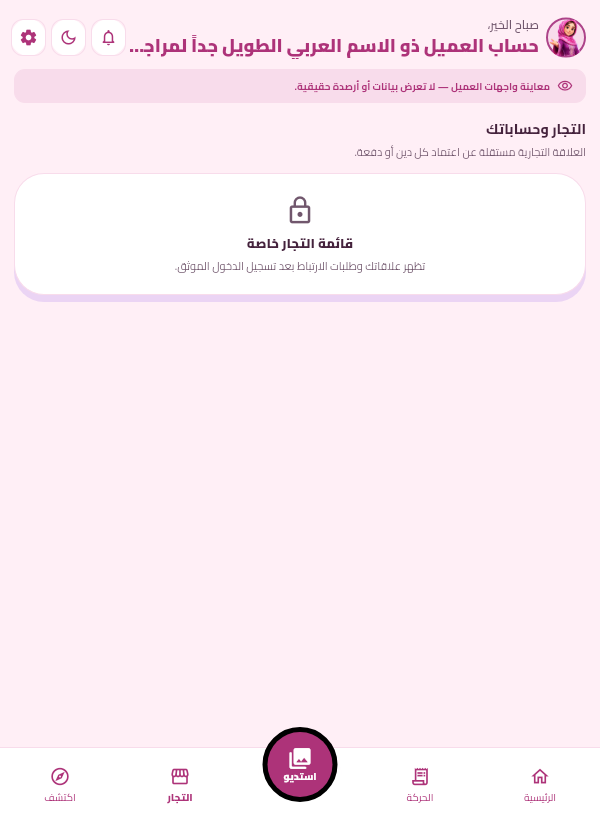 صباح الخير،
حساب العميل ذو الاسم العربي الطويل جداً لمراجـ...
معاينة واجهات العميل — لا تعرض بيانات أو أرصدة حقيقية.
التجار وحساباتك
العلاقة التجارية مستقلة عن اعتماد كل دين أو دفعة.
قائمة التجار خاصة
تظهر علاقاتك وطلبات الارتباط بعد تسجيل الدخول الموثق.
الرئيسية
الحركة
استديو
التجار
اكتشف